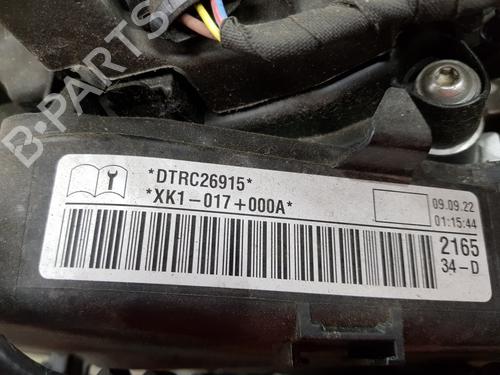 B-PARTS
*DTRC26915*
*XK1-017+000A*
09.09.22
01:15:44
2165
34-D